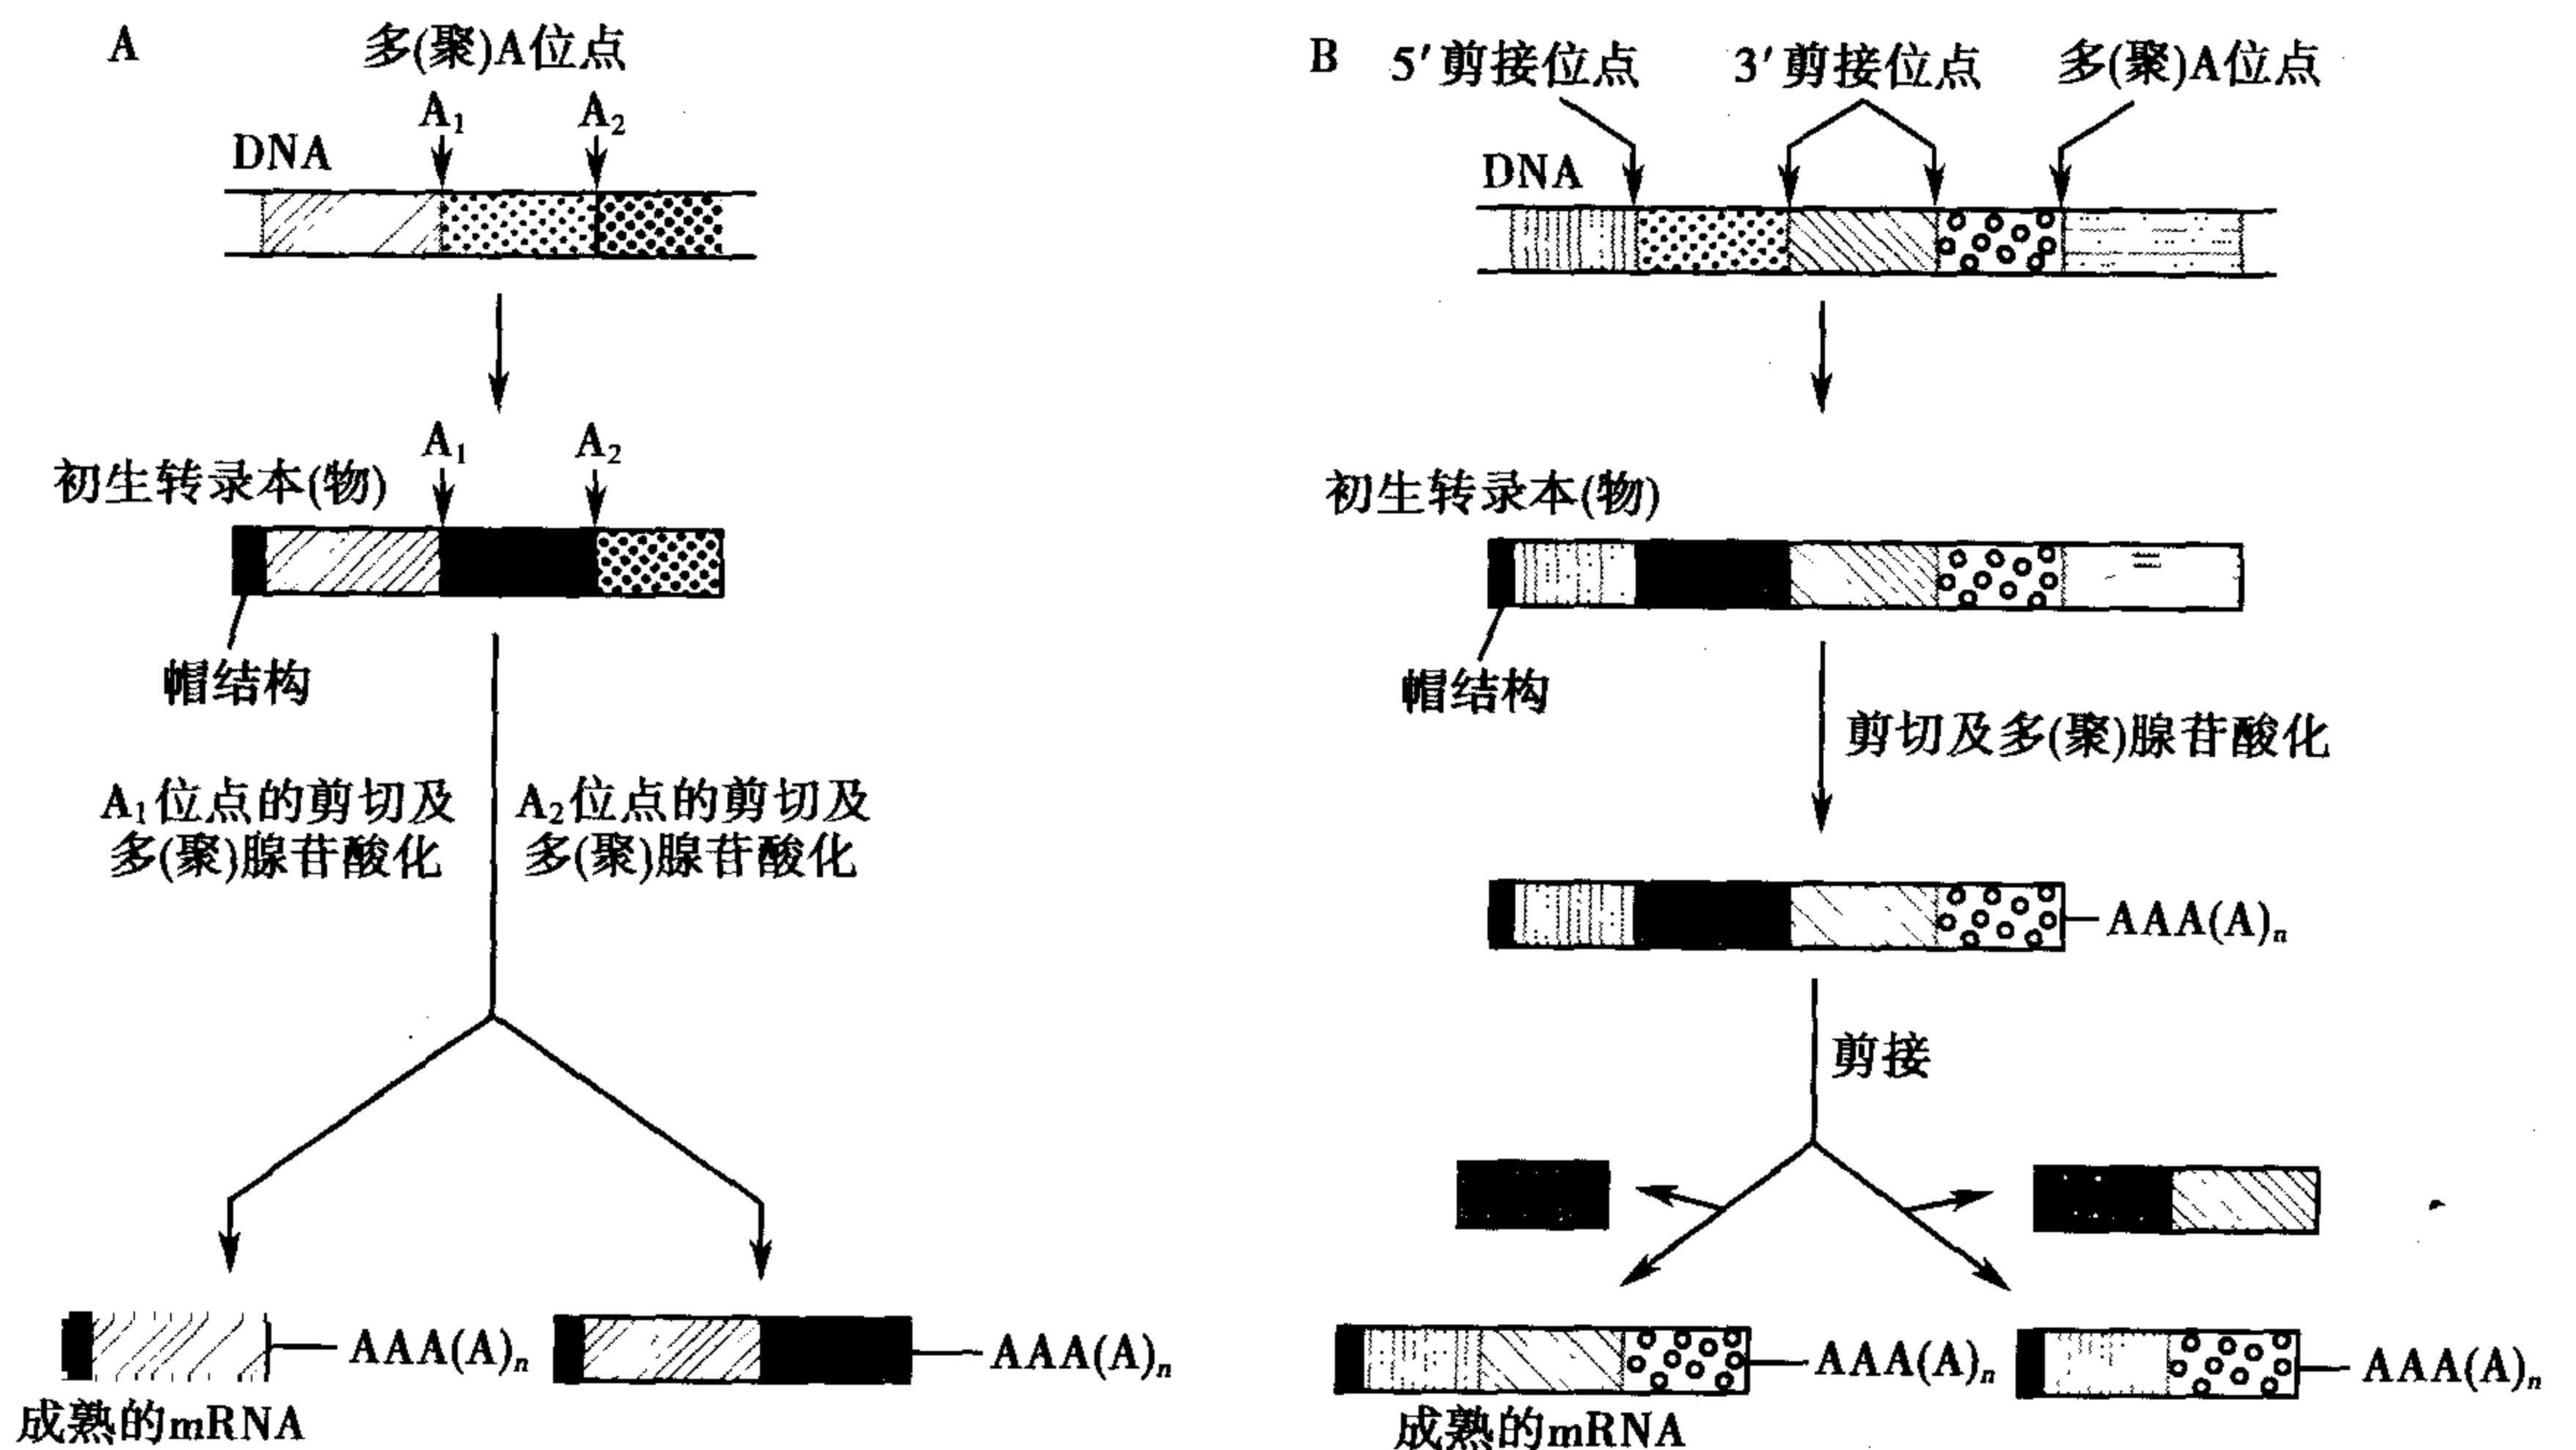 A
多(聚)A位点
A₁ A₂
DNA
A₁ A₂
初生转录本(物)
帽结构
A₁位点的剪切及
多(聚)腺苷酸化
A₂位点的剪切及
多(聚)腺苷酸化
AAA(A)ₙ
AAA(A)ₙ
成熟的mRNA
B
5′剪接位点 3′剪接位点 多(聚)A位点
DNA
初生转录本(物)
帽结构
剪切及多(聚)腺苷酸化
AAA(A)ₙ
剪接
AAA(A)ₙ
AAA(A)ₙ
成熟的mRNA